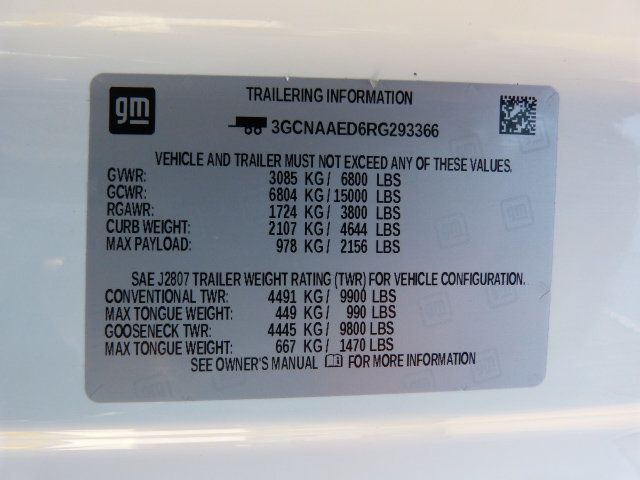 gm
TRAILERING INFORMATION
3GCNAAED6RG293366
VEHICLE AND TRAILER MUST NOT EXCEED ANY OF THESE VALUES.
GVWR: 3085 KG/ 6800 LBS
GCWR: 6804 KG/ 15000 LBS
RGAWR: 1724 KG/ 3800 LBS
CURB WEIGHT: 2107 KG/ 4644 LBS
MAX PAYLOAD: 978 KG/ 2156 LBS
SAE J2807 TRAILER WEIGHT RATING (TWR) FOR VEHICLE CONFIGURATION.
CONVENTIONAL TWR: 4491 KG/ 9900 LBS
MAX TONGUE WEIGHT: 449 KG/ 990 LBS
GOOSENECK TWR: 4445 KG/ 9800 LBS
MAX TONGUE WEIGHT: 667 KG/ 1470 LBS
SEE OWNER'S MANUAL FOR MORE INFORMATION